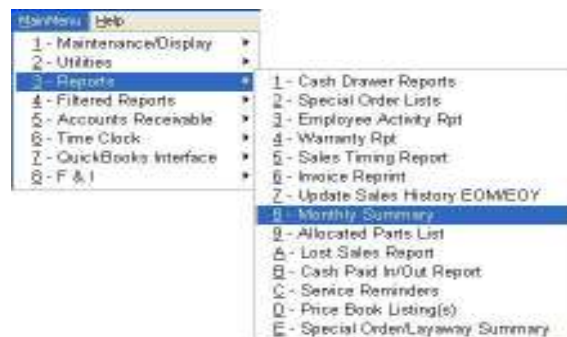 MainMenu Help
1 - Maintenance/Display
2 - Utilities
3 - Reports
4 - Filtered Reports
5 - Accounts Receivable
6 - Time Clock
7 - QuickBooks Interface
8 - F & I
1 - Cash Drawer Reports
2 - Special Order Lists
3 - Employee Activity Rpt
4 - Warranty Rpt
5 - Sales Timing Report
6 - Invoice Reprint
7 - Update Sales History EOM/EOY
8 - Monthly Summary
9 - Allocated Parts List
A - Lost Sales Report
B - Cash Paid In/Out Report
C - Service Reminders
D - Price Book Listing(s)
E - Special Order/Layaway Summary